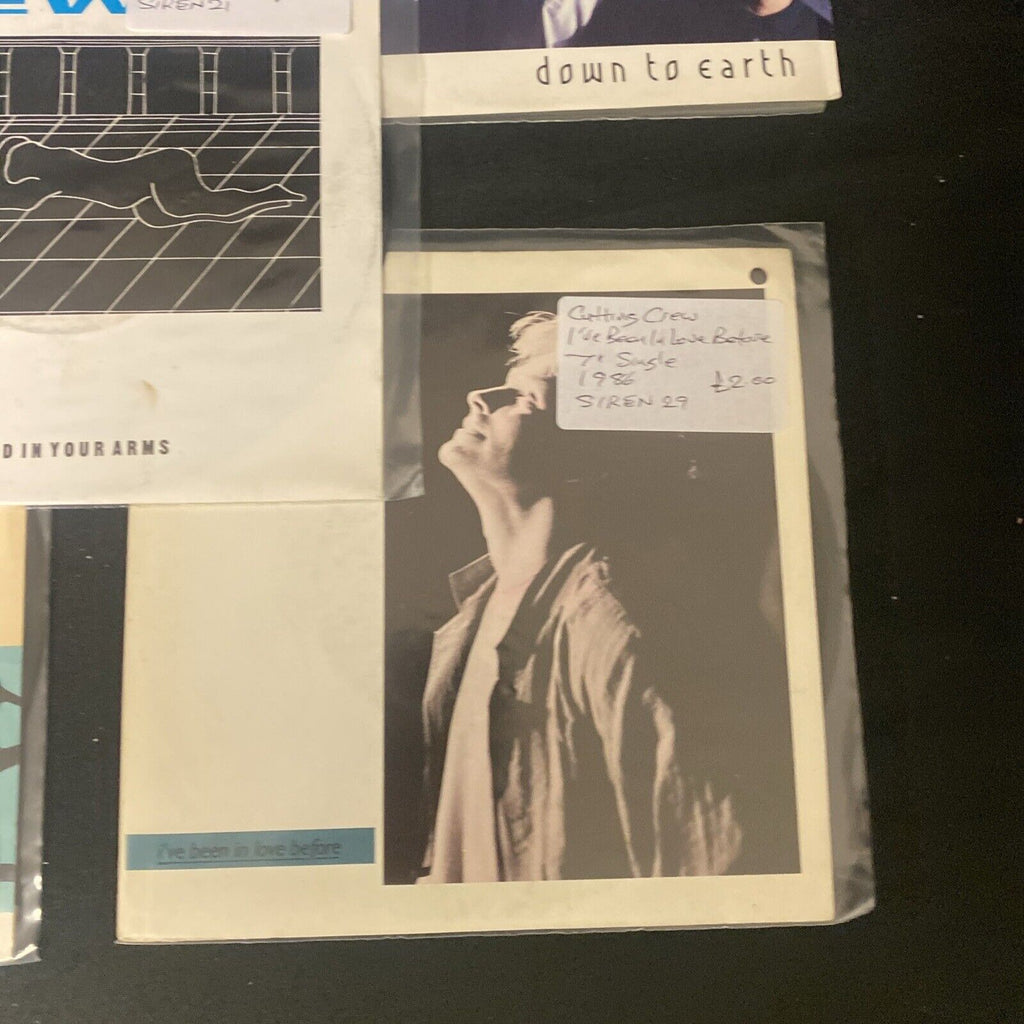 SIREN 21
down to earth
D IN YOUR ARMS
Cutting Crew
I've Been In Love Before
7" Single
1986 £2.00
SIREN 29
i've been in love before